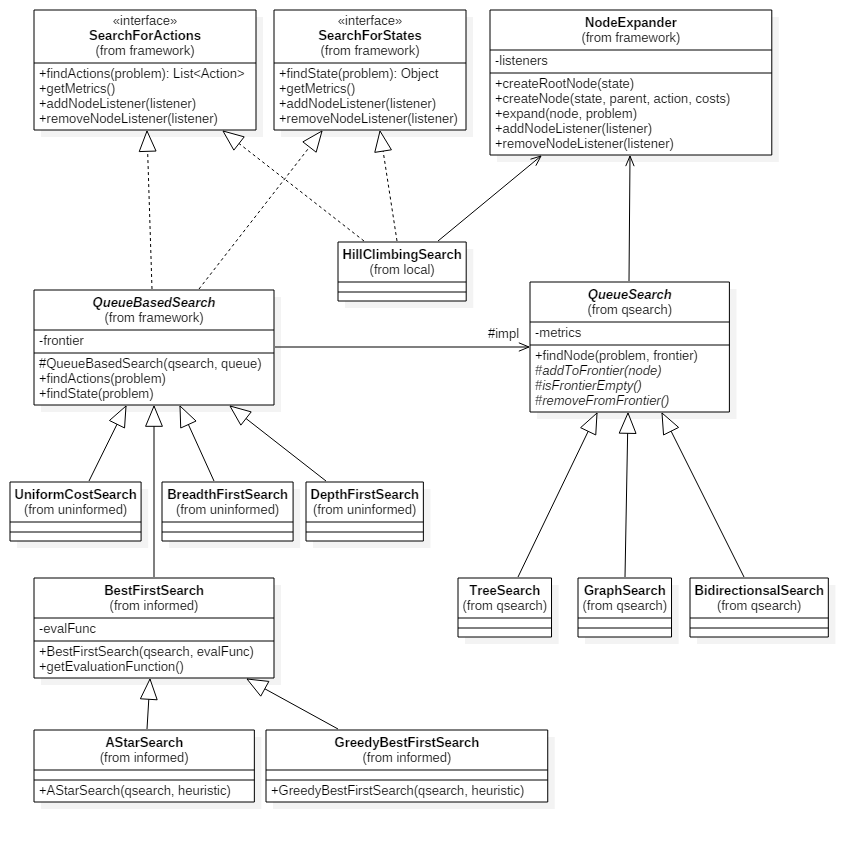 «interface»
SearchForActions
(from framework)
+findActions(problem): List<Action>
+getMetrics()
+addNodeListener(listener)
+removeNodeListener(listener)
«interface»
SearchForStates
(from framework)
+findState(problem): Object
+getMetrics()
+addNodeListener(listener)
+removeNodeListener(listener)
NodeExpander
(from framework)
-listeners
+createRootNode(state)
+createNode(state, parent, action, costs)
+expand(node, problem)
+addNodeListener(listener)
+removeNodeListener(listener)
HillClimbingSearch
(from local)
QueueBasedSearch
(from framework)
-frontier
#QueueBasedSearch(qsearch, queue)
+findActions(problem)
+findState(problem)
#impl
QueueSearch
(from qsearch)
-metrics
+findNode(problem, frontier)
#addToFrontier(node)
#isFrontierEmpty()
#removeFromFrontier()
UniformCostSearch
(from uninformed)
BreadthFirstSearch
(from uninformed)
DepthFirstSearch
(from uninformed)
BestFirstSearch
(from informed)
-evalFunc
+BestFirstSearch(qsearch, evalFunc)
+getEvaluationFunction()
TreeSearch
(from qsearch)
GraphSearch
(from qsearch)
BidirectionsalSearch
(from qsearch)
AStarSearch
(from informed)
+AStarSearch(qsearch, heuristic)
GreedyBestFirstSearch
(from informed)
+GreedyBestFirstSearch(qsearch, heuristic)